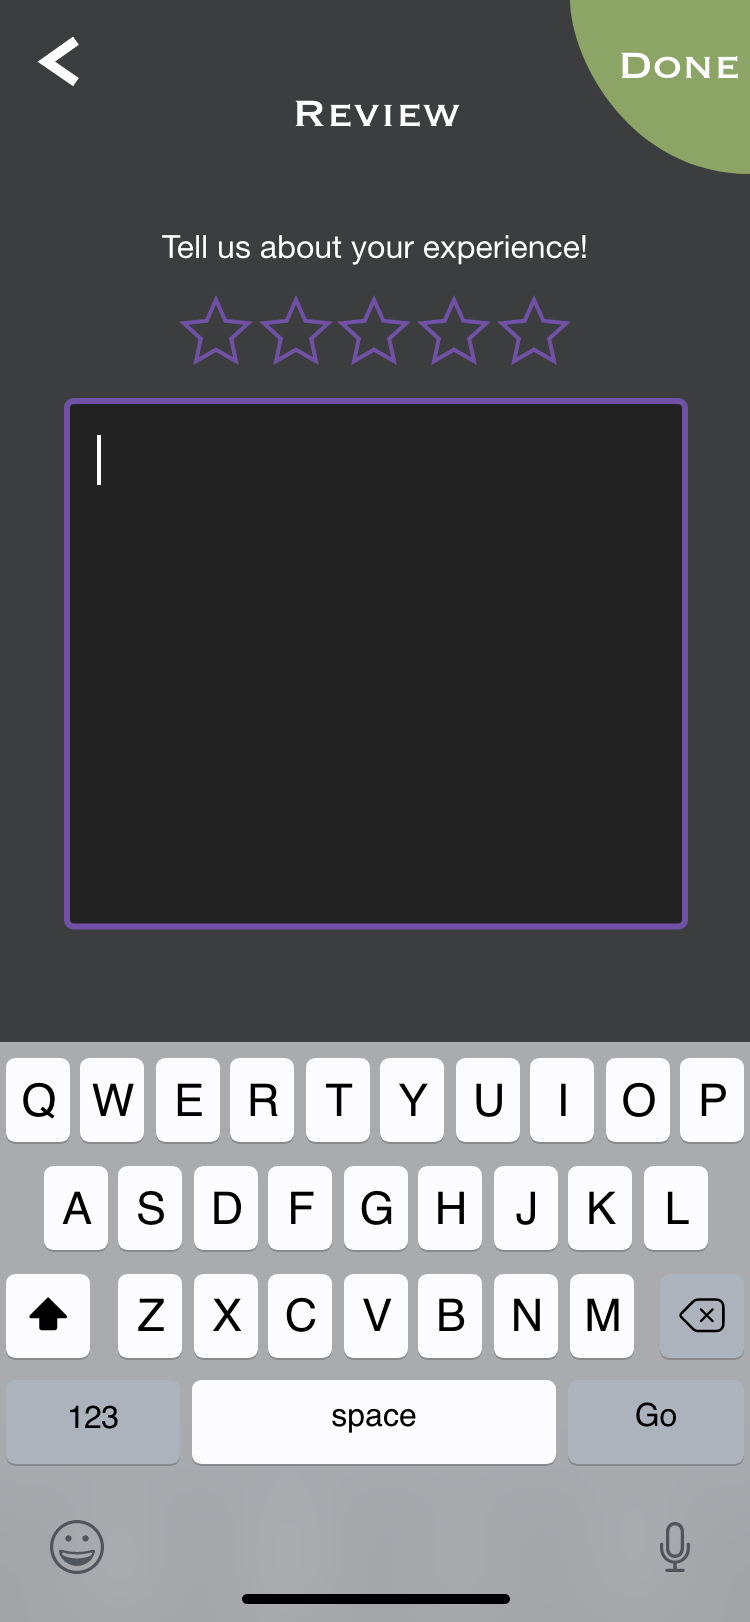 DONE
REVIEW
Tell us about your experience!
Q W E R T Y U I O P
A S D F G H J K L
Z X C V B N M
123 space Go